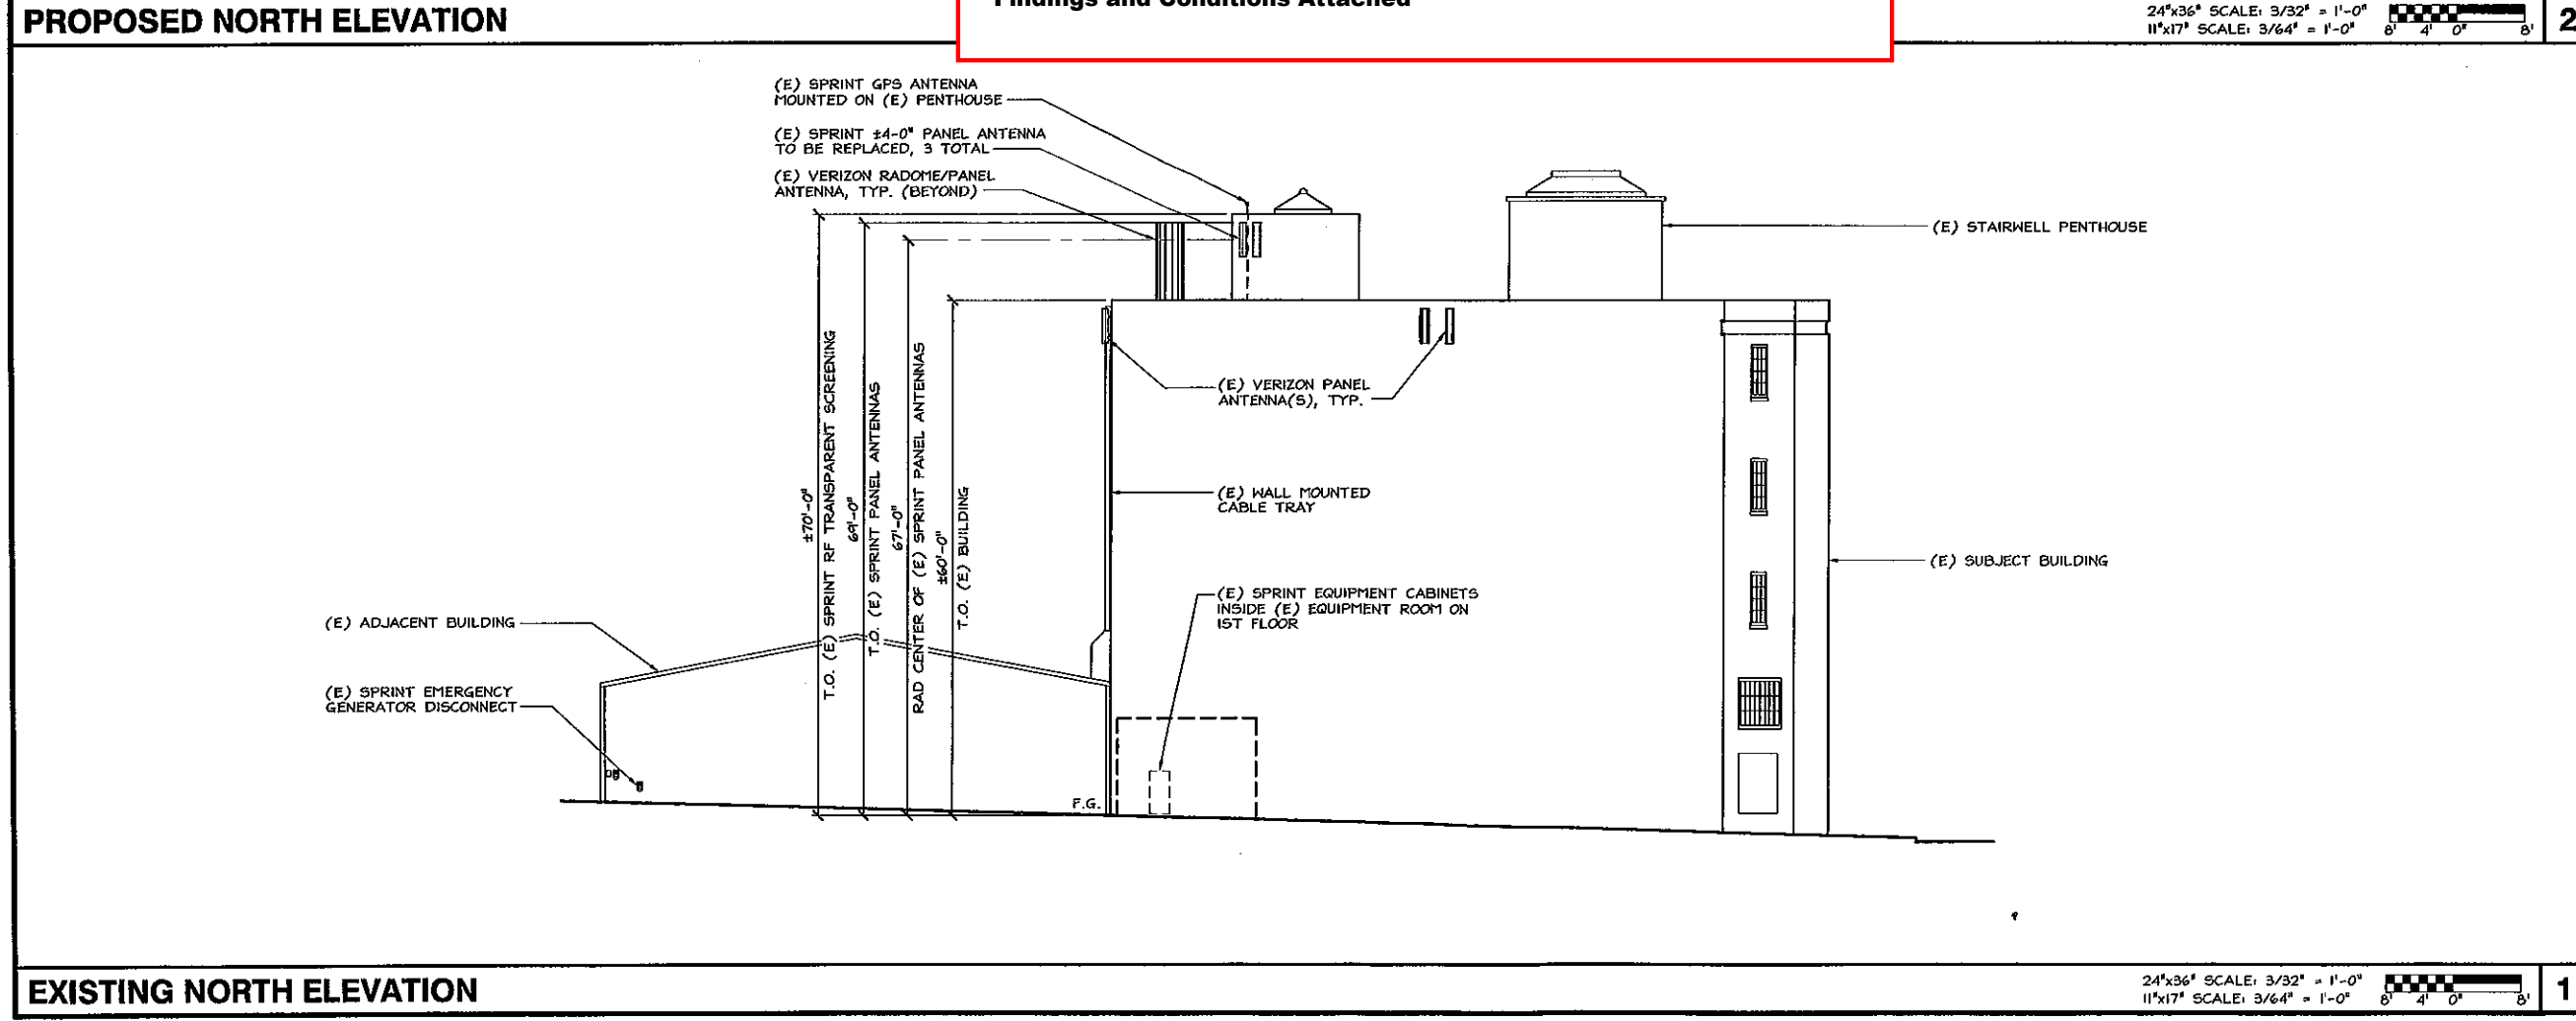 Findings and Conditions Attached
PROPOSED NORTH ELEVATION
24"x36" SCALE: 3/32" = 1'-0"
11"x17" SCALE: 3/64" = 1'-0"
8' 4' 0" 8'
2
(E) SPRINT GPS ANTENNA
MOUNTED ON (E) PENTHOUSE
(E) SPRINT ±4-0" PANEL ANTENNA
TO BE REPLACED, 3 TOTAL
(E) VERIZON RADOME/PANEL
ANTENNA, TYP. (BEYOND)
(E) STAIRWELL PENTHOUSE
±70'-0"
T.O. (E) SPRINT RF TRANSPARENT SCREENING
69'-0"
T.O. (E) SPRINT PANEL ANTENNAS
67'-0"
RAD CENTER OF (E) SPRINT PANEL ANTENNAS
±60'-0"
T.O. (E) BUILDING
(E) VERIZON PANEL
ANTENNA(S), TYP.
(E) WALL MOUNTED
CABLE TRAY
(E) SUBJECT BUILDING
(E) SPRINT EQUIPMENT CABINETS
INSIDE (E) EQUIPMENT ROOM ON
1ST FLOOR
(E) ADJACENT BUILDING
(E) SPRINT EMERGENCY
GENERATOR DISCONNECT
F.G.
EXISTING NORTH ELEVATION
24"x36" SCALE: 3/32" = 1'-0"
11"x17" SCALE: 3/64" = 1'-0"
8' 4' 0" 8'
1